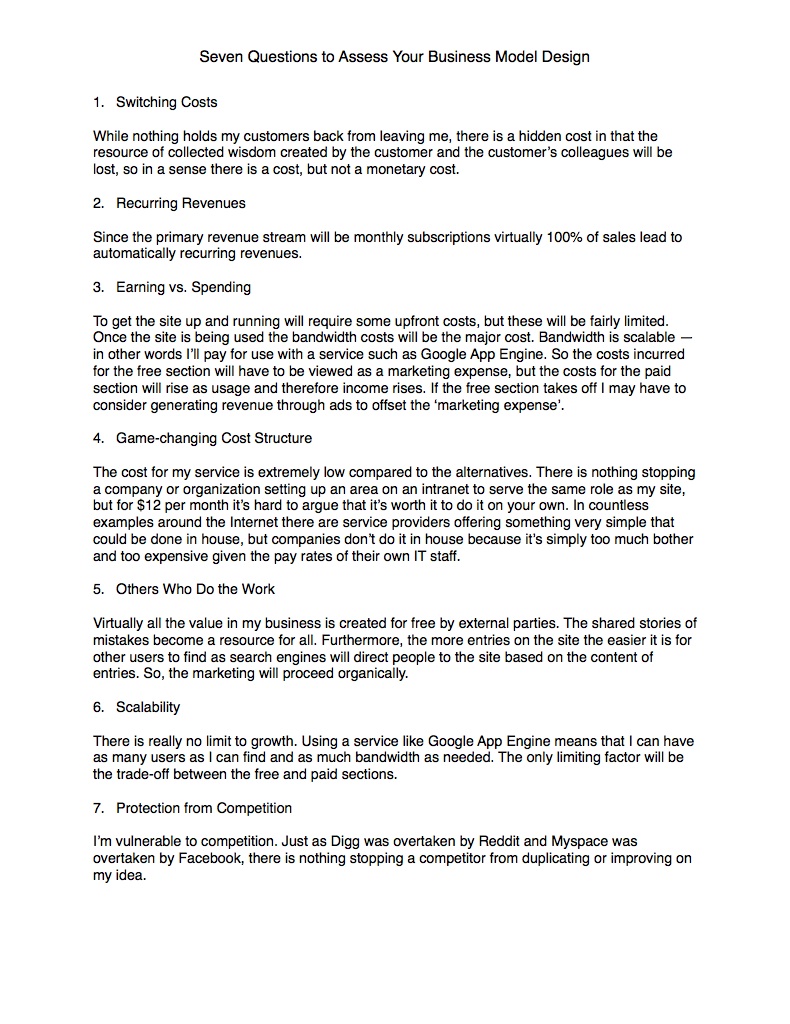 Seven Questions to Assess Your Business Model Design
1. Switching Costs
While nothing holds my customers back from leaving me, there is a hidden cost in that the
resource of collected wisdom created by the customer and the customer’s colleagues will be
lost, so in a sense there is a cost, but not a monetary cost.
2. Recurring Revenues
Since the primary revenue stream will be monthly subscriptions virtually 100% of sales lead to
automatically recurring revenues.
3. Earning vs. Spending
To get the site up and running will require some upfront costs, but these will be fairly limited.
Once the site is being used the bandwidth costs will be the major cost. Bandwidth is scalable —
in other words I’ll pay for use with a service such as Google App Engine. So the costs incurred
for the free section will have to be viewed as a marketing expense, but the costs for the paid
section will rise as usage and therefore income rises. If the free section takes off I may have to
consider generating revenue through ads to offset the ‘marketing expense’.
4. Game-changing Cost Structure
The cost for my service is extremely low compared to the alternatives. There is nothing stopping
a company or organization setting up an area on an intranet to serve the same role as my site,
but for $12 per month it’s hard to argue that it’s worth it to do it on your own. In countless
examples around the Internet there are service providers offering something very simple that
could be done in house, but companies don’t do it in house because it’s simply too much bother
and too expensive given the pay rates of their own IT staff.
5. Others Who Do the Work
Virtually all the value in my business is created for free by external parties. The shared stories of
mistakes become a resource for all. Furthermore, the more entries on the site the easier it is for
other users to find as search engines will direct people to the site based on the content of
entries. So, the marketing will proceed organically.
6. Scalability
There is really no limit to growth. Using a service like Google App Engine means that I can have
as many users as I can find and as much bandwidth as needed. The only limiting factor will be
the trade-off between the free and paid sections.
7. Protection from Competition
I’m vulnerable to competition. Just as Digg was overtaken by Reddit and Myspace was
overtaken by Facebook, there is nothing stopping a competitor from duplicating or improving on
my idea.